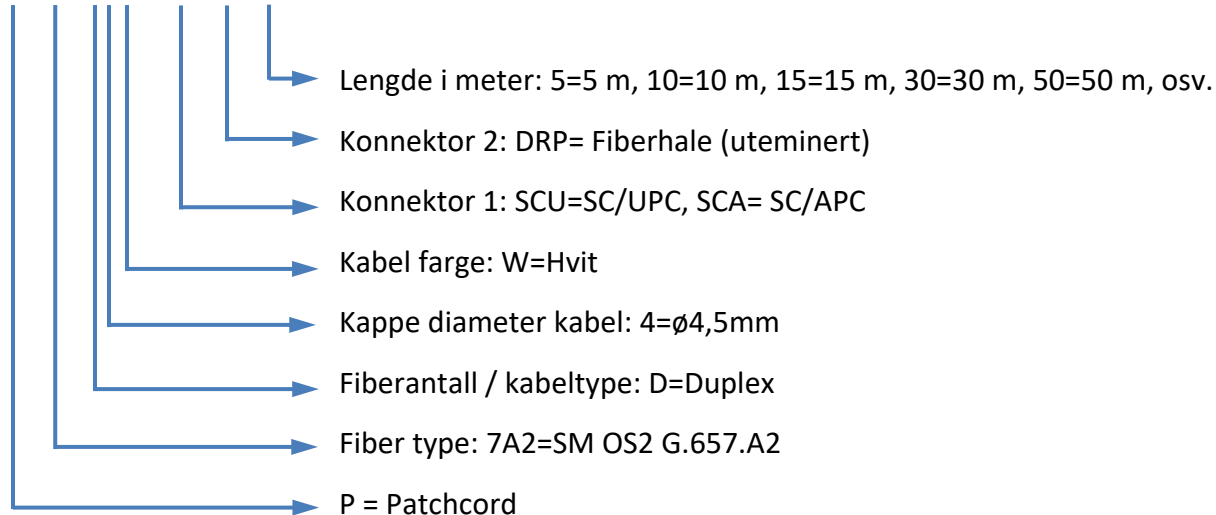 Lengde i meter: 5=5 m, 10=10 m, 15=15 m, 30=30 m, 50=50 m, osv.
Konnektor 2: DRP= Fiberhale (uteminert)
Konnektor 1: SCU=SC/UPC, SCA= SC/APC
Kabel farge: W=Hvit
Kappe diameter kabel: 4=ø4,5mm
Fiberantall / kabeltype: D=Duplex
Fiber type: 7A2=SM OS2 G.657.A2
P = Patchcord